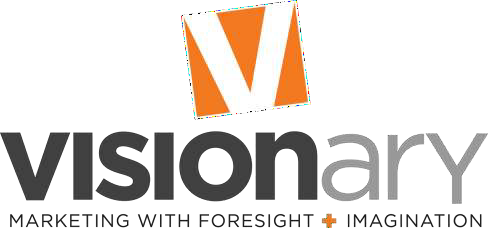 V
VISIONary
MARKETING WITH FORESIGHT + IMAGINATION